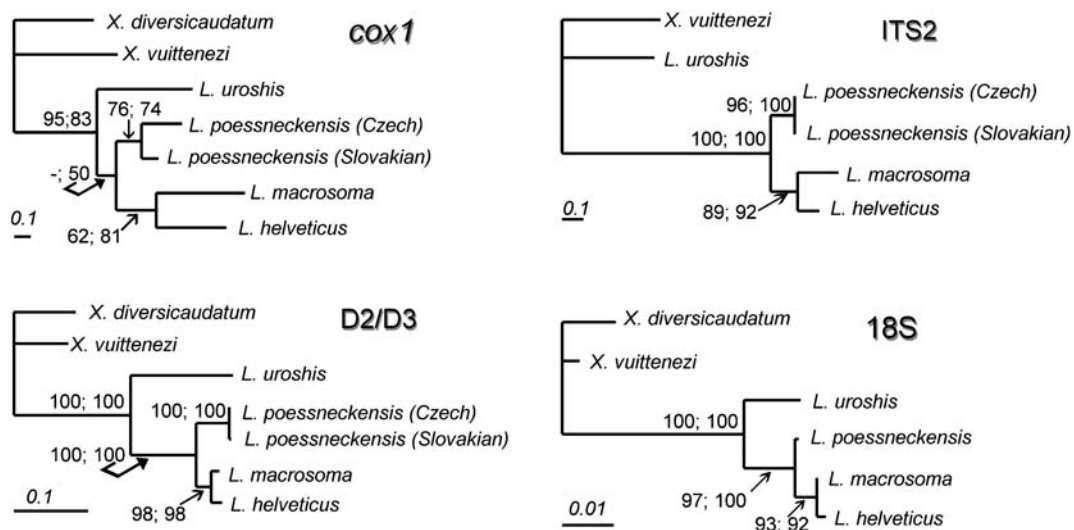 X. diversicaudatum
cox1
X. vuittenezi
L. uroshis
95;83
76; 74
L. poessneckensis (Czech)
L. poessneckensis (Slovakian)
-; 50
L. macrosoma
0.1
62; 81
L. helveticus
X. vuittenezi
ITS2
L. uroshis
96; 100
L. poessneckensis (Czech)
100; 100
L. poessneckensis (Slovakian)
L. macrosoma
0.1
89; 92
L. helveticus
X. diversicaudatum
D2/D3
X. vuittenezi
L. uroshis
100; 100
100; 100
L. poessneckensis (Czech)
L. poessneckensis (Slovakian)
100; 100
L. macrosoma
0.1
98; 98
L. helveticus
X. diversicaudatum
18S
X. vuittenezi
L. uroshis
100; 100
L. poessneckensis
L. macrosoma
97; 100
0.01
93; 92
L. helveticus